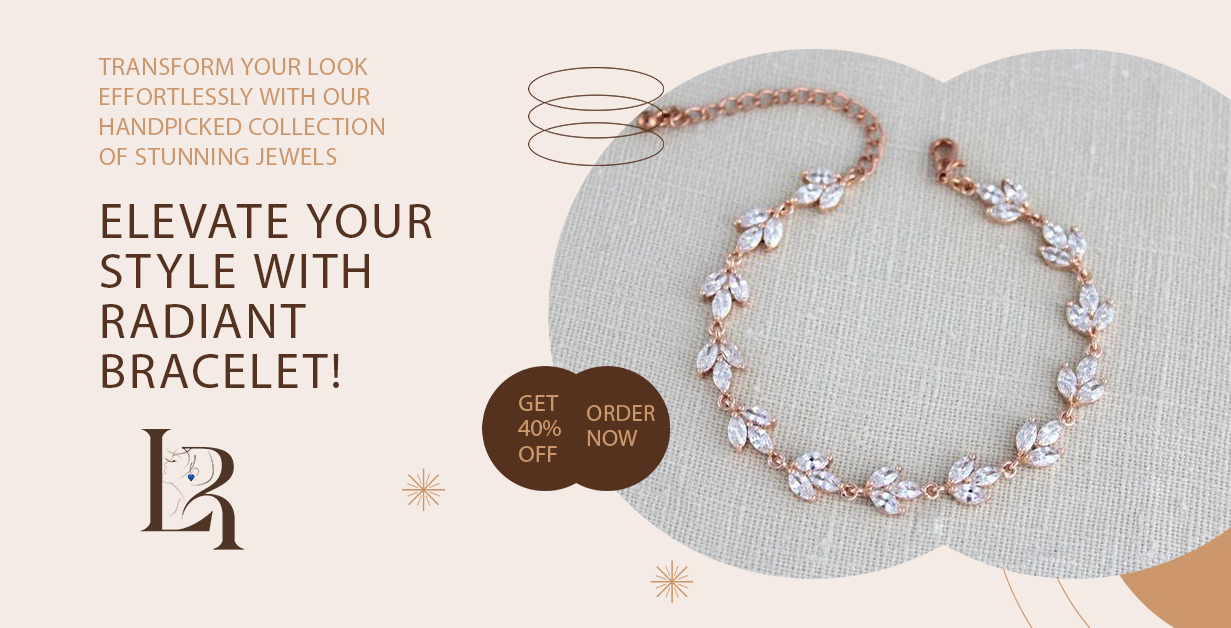 TRANSFORM YOUR LOOK
EFFORTLESSLY WITH OUR
HANDPICKED COLLECTION
OF STUNNING JEWELS
ELEVATE YOUR
STYLE WITH
RADIANT
BRACELET!
LR
GET
40%
OFF
ORDER
NOW